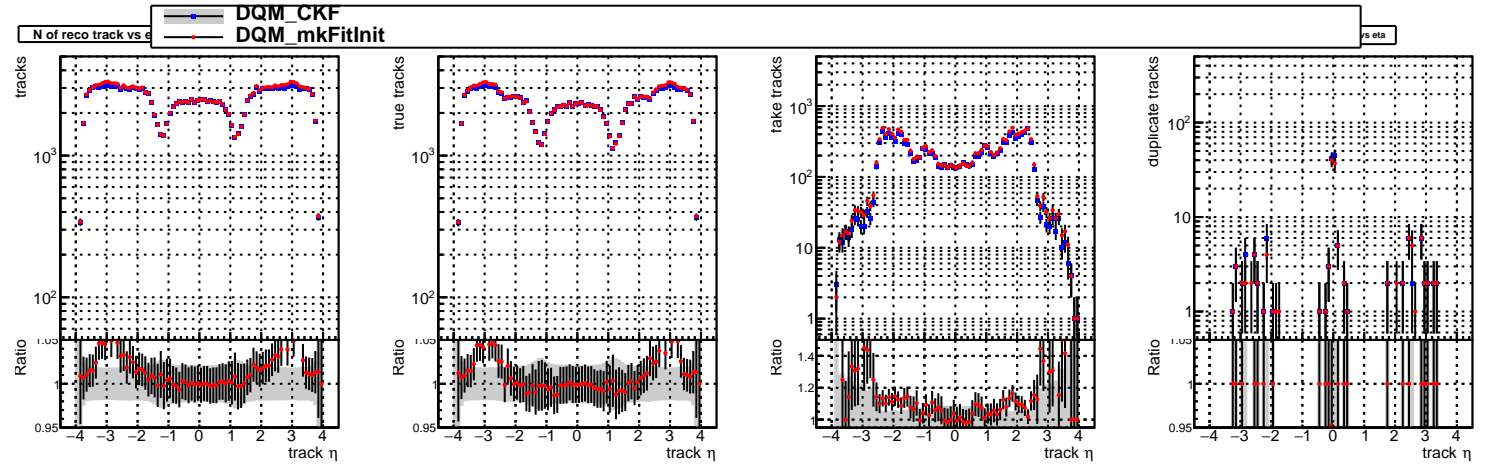 DQM_CKF
DQM_mkFitInit
N of reco track vs e
vs eta
tracks
10³
10²
Ratio
1.05
1
0.95
−4 −3 −2 −1 0 1 2 3 4
track η
true tracks
10³
10²
Ratio
1.05
1
0.95
−4 −3 −2 −1 0 1 2 3 4
track η
fake tracks
10³
10²
10
1
Ratio
1.4
1.2
1
−4 −3 −2 −1 0 1 2 3 4
track η
duplicate tracks
10²
10
1
Ratio
1.05
1
0.95
−4 −3 −2 −1 0 1 2 3 4
track η